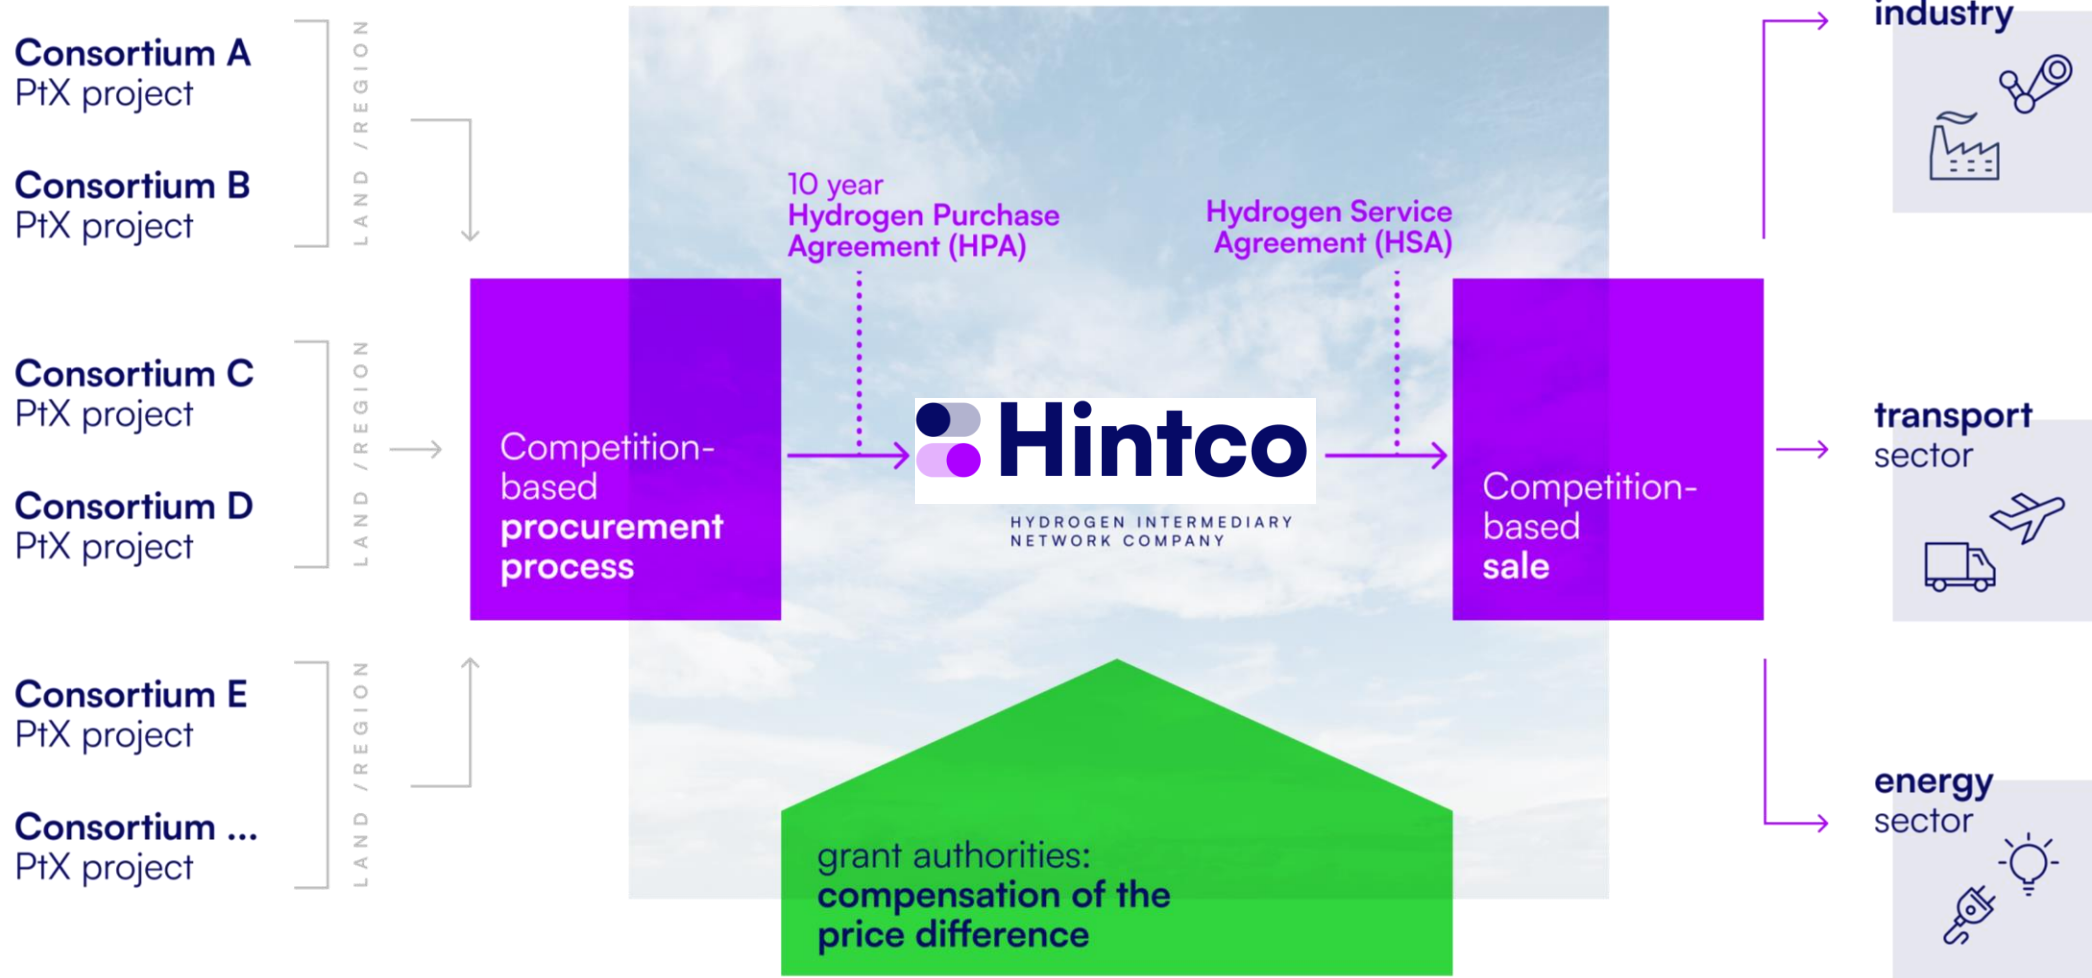 Consortium A
PtX project
Consortium B
PtX project
LAND /REGION
Consortium C
PtX project
Consortium D
PtX project
LAND /REGION
Consortium E
PtX project
Consortium ...
PtX project
LAND /REGION
Competition-
based
procurement
process
10 year
Hydrogen Purchase
Agreement (HPA)
Hintco
HYDROGEN INTERMEDIARY
NETWORK COMPANY
Hydrogen Service
Agreement (HSA)
Competition-
based
sale
grant authorities:
compensation of the
price difference
industry
transport
sector
energy
sector